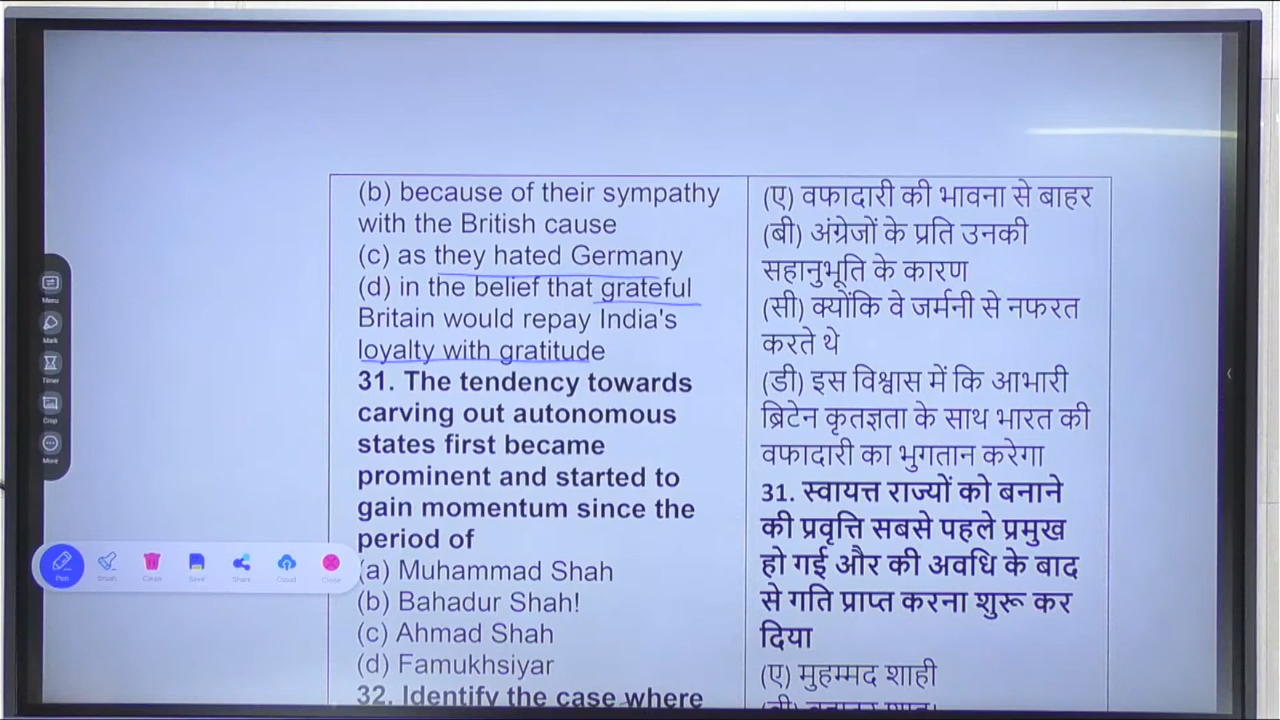 (b) because of their sympathy
with the British cause
(c) as they hated Germany
(d) in the belief that grateful
Britain would repay India's
loyalty with gratitude
31. The tendency towards
carving out autonomous
states first became
prominent and started to
gain momentum since the
period of
(a) Muhammad Shah
(b) Bahadur Shah!
(c) Ahmad Shah
(d) Famukhsiyar
32. Identify the case where
(ए) वफादारी की भावना से बाहर
(बी) अंग्रेजों के प्रति उनकी
सहानुभूति के कारण
(सी) क्योंकि वे जर्मनी से नफरत
करते थे
(डी) इस विश्वास में कि आभारी
ब्रिटेन कृतज्ञता के साथ भारत की
वफादारी का भुगतान करेगा
31. स्वायत्त राज्यों को बनाने
की प्रवृत्ति सबसे पहले प्रमुख
हो गई और की अवधि के बाद
से गति प्राप्त करना शुरू कर
दिया
(ए) मुहम्मद शाही
Menu
Mark
Timer
Crop
More
Pen
Brush
Clean
Save
Share
Cloud
Close